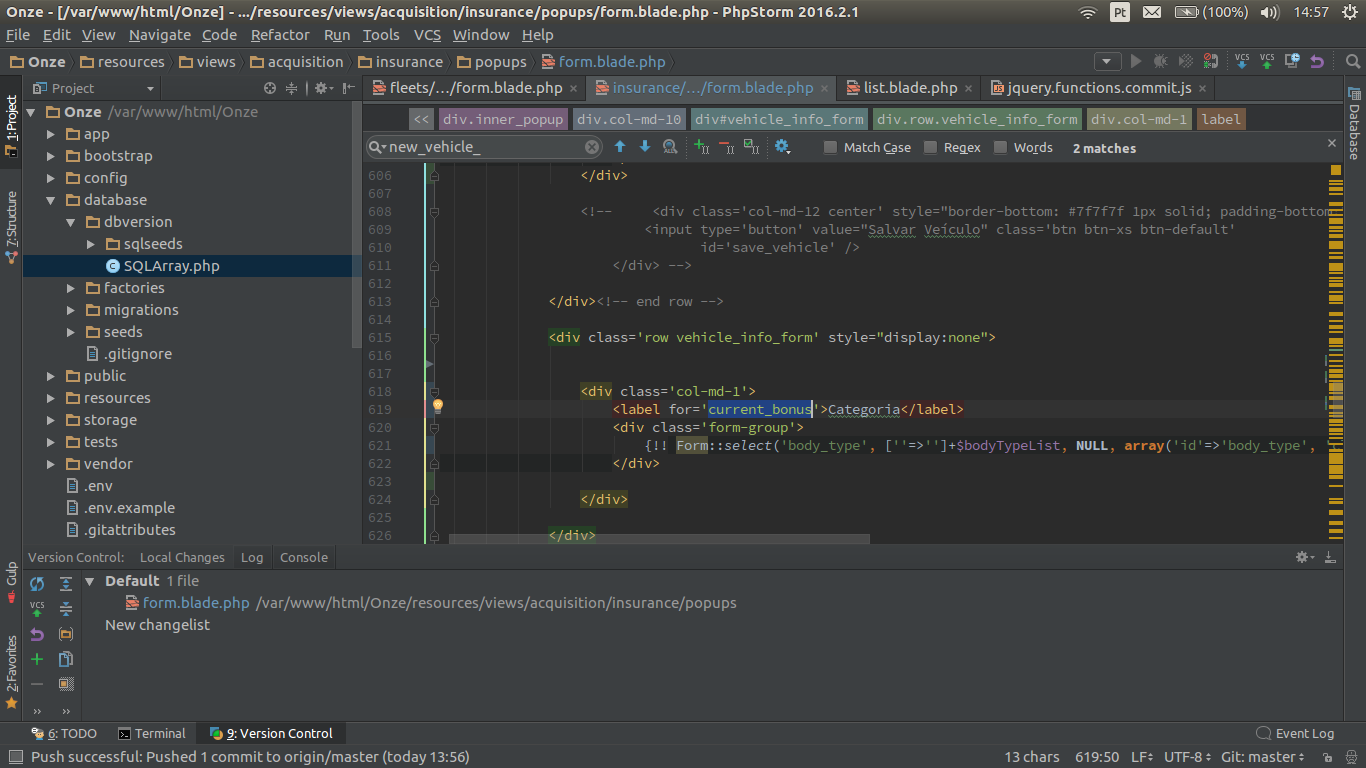 Onze - [/var/www/html/Onze] - .../resources/views/acquisition/insurance/popups/form.blade.php - PhpStorm 2016.2.1
Pt (100%) 14:57
File Edit View Navigate Code Refactor Run Tools VCS Window Help
Onze resources views acquisition insurance popups form.blade.php
VCS VCS
1: Project
7: Structure
Gulp
2: Favorites
Project
Onze /var/www/html/Onze
app
bootstrap
config
database
dbversion
sqlseeds
SQLArray.php
factories
migrations
seeds
.gitignore
public
resources
storage
tests
vendor
.env
.env.example
.gitattributes
fleets/.../form.blade.php insurance/.../form.blade.php list.blade.php jquery.functions.commit.js
<< div.inner_popup div.col-md-10 div#vehicle_info_form div.row.vehicle_info_form div.col-md-1 label
new_vehicle_ Match Case Regex Words 2 matches
606 </div>
607
608 <!-- <div class='col-md-12 center' style="border-bottom: #7f7f7f 1px solid; padding-bottom
609 <input type='button' value="Salvar Veículo" class='btn btn-xs btn-default'
610 id='save_vehicle' />
611 </div> -->
612
613 </div><!-- end row -->
614
615 <div class='row vehicle_info_form' style="display:none">
616
617
618 <div class='col-md-1'>
619 <label for='current_bonus'>Categoria</label>
620 <div class='form-group'>
621 {!! Form::select('body_type', [''=>'']+$bodyTypeList, NULL, array('id'=>'body_type', '
622 </div>
623
624 </div>
625
626 </div>
Database
Version Control: Local Changes Log Console
VCS
Default 1 file
form.blade.php /var/www/html/Onze/resources/views/acquisition/insurance/popups
New changelist
6: TODO Terminal 9: Version Control Event Log
Push successful: Pushed 1 commit to origin/master (today 13:56) 13 chars 619:50 LF UTF-8 Git: master